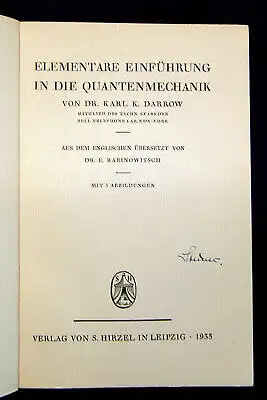 ELEMENTARE EINFÜHRUNG
IN DIE QUANTENMECHANIK
VON DR. KARL K. DARROW
MITGLIED DES TECHN. STABS DER
BELL TELEPHONE LAB. NEW-YORK
AUS DEM ENGLISCHEN ÜBERSETZT VON
DR. E. RABINOWITSCH
MIT 5 ABBILDUNGEN
S H
VERLAG VON S. HIRZEL IN LEIPZIG · 1933